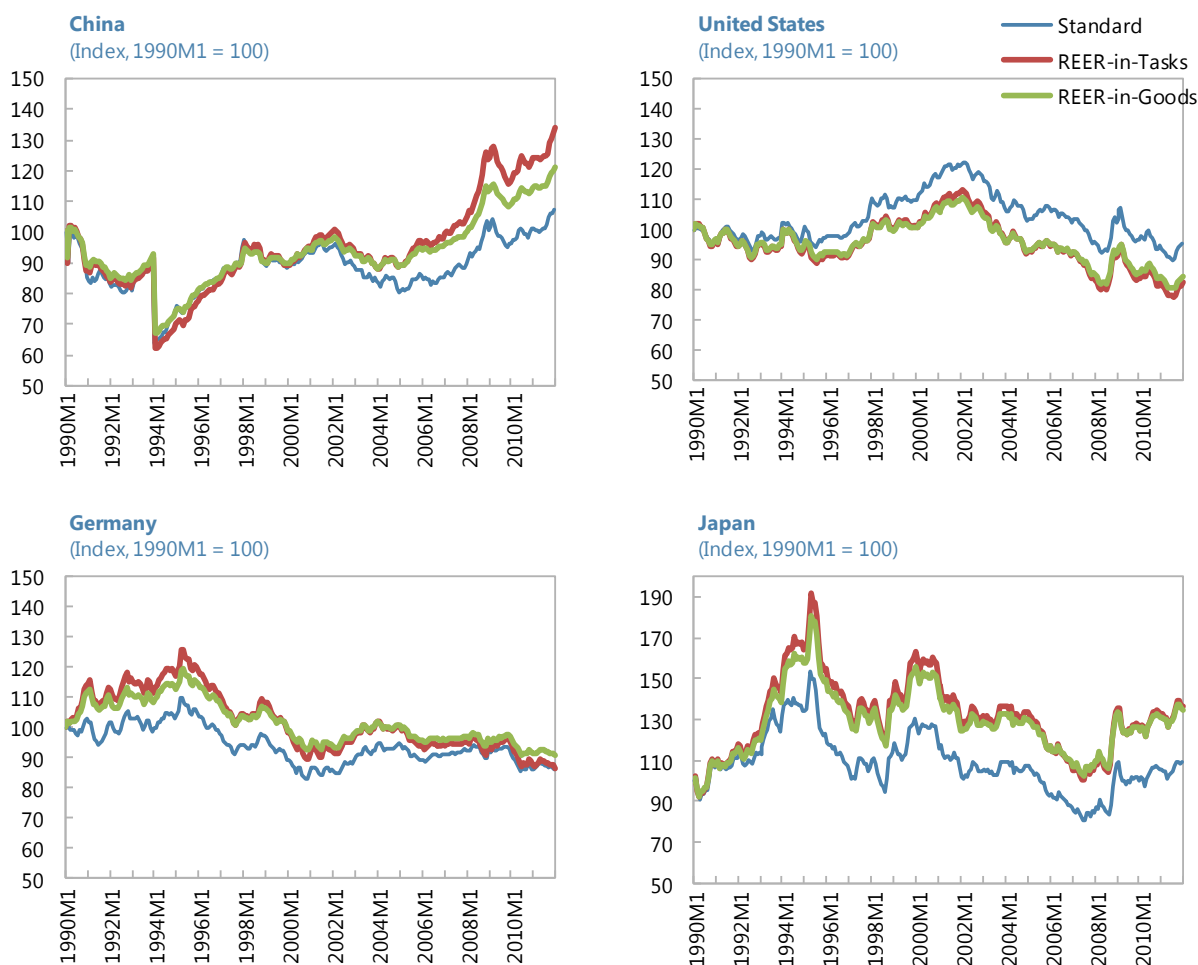 China
(Index, 1990M1 = 100)
150
140
130
120
110
100
90
80
70
60
50
1990M1
1992M1
1994M1
1996M1
1998M1
2000M1
2002M1
2004M1
2006M1
2008M1
2010M1
United States
(Index, 1990M1 = 100)
Standard
REER-in-Tasks
REER-in-Goods
150
140
130
120
110
100
90
80
70
60
50
1990M1
1992M1
1994M1
1996M1
1998M1
2000M1
2002M1
2004M1
2006M1
2008M1
2010M1
Germany
(Index, 1990M1 = 100)
150
140
130
120
110
100
90
80
70
60
50
1990M1
1992M1
1994M1
1996M1
1998M1
2000M1
2002M1
2004M1
2006M1
2008M1
2010M1
Japan
(Index, 1990M1 = 100)
190
170
150
130
110
90
70
50
1990M1
1992M1
1994M1
1996M1
1998M1
2000M1
2002M1
2004M1
2006M1
2008M1
2010M1